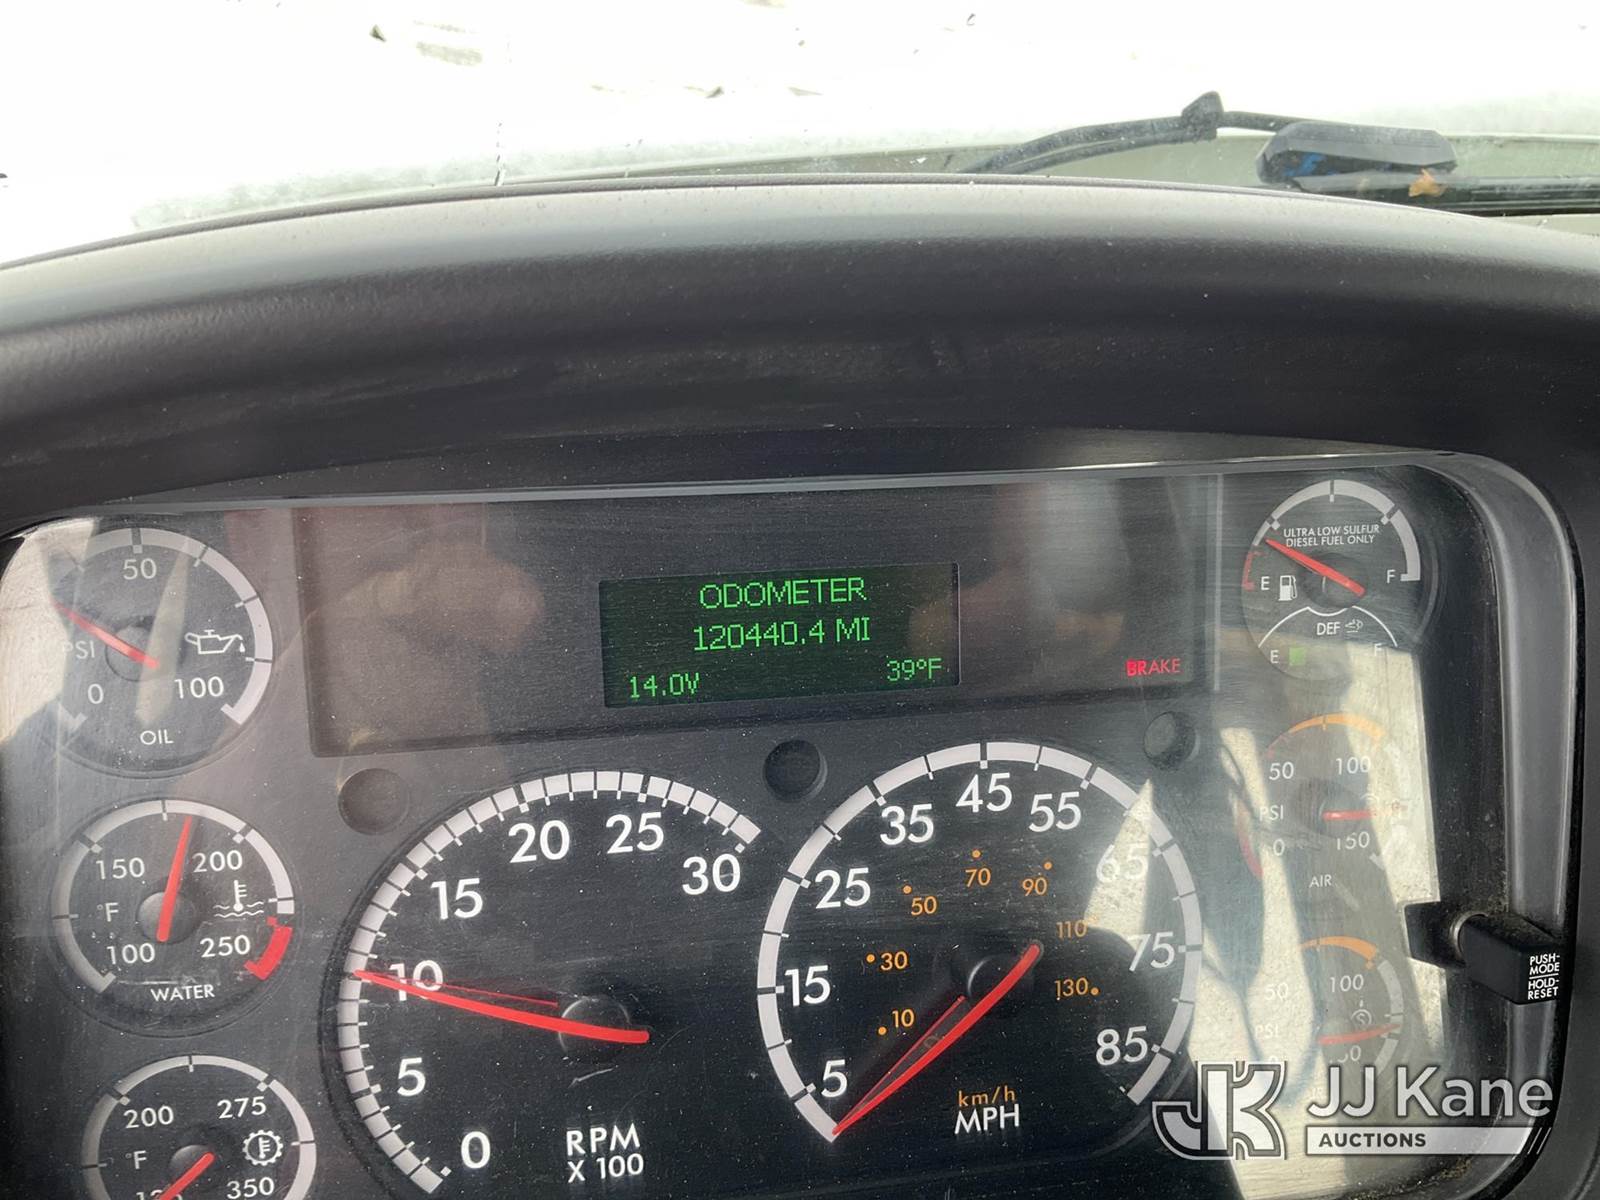 ODOMETER
120440.4 MI
14.0V
39°F
BRAKE
50
PSI
0
100
OIL
150
200
°F
100
250
WATER
200
275
°F
350
0
5
10
15
20
25
30
RPM
X 100
5
15
25
35
45
55
65
75
85
10
30
50
70
90
110
130
km/h
MPH
ULTRA LOW SULFUR
DIESEL FUEL ONLY
E
F
DEF
E
F
50
100
PSI
0
150
AIR
50
100
PSI
PUSH-
MODE
HOLD-
RESET
JK
JJ Kane
AUCTIONS